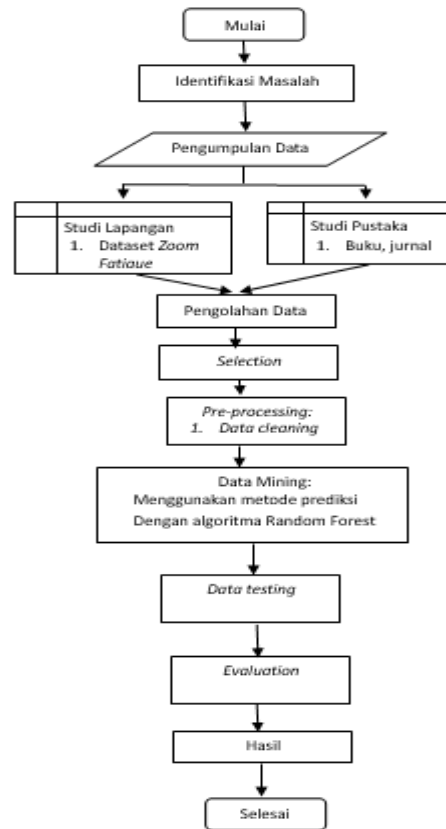 Mulai
Identifikasi Masalah
Pengumpulan Data
Studi Lapangan
1. Dataset Zoom
Fatigue
Studi Pustaka
1. Buku, jurnal
Pengolahan Data
Selection
Pre-processing:
1. Data cleaning
Data Mining:
Menggunakan metode prediksi
Dengan algoritma Random Forest
Data testing
Evaluation
Hasil
Selesai